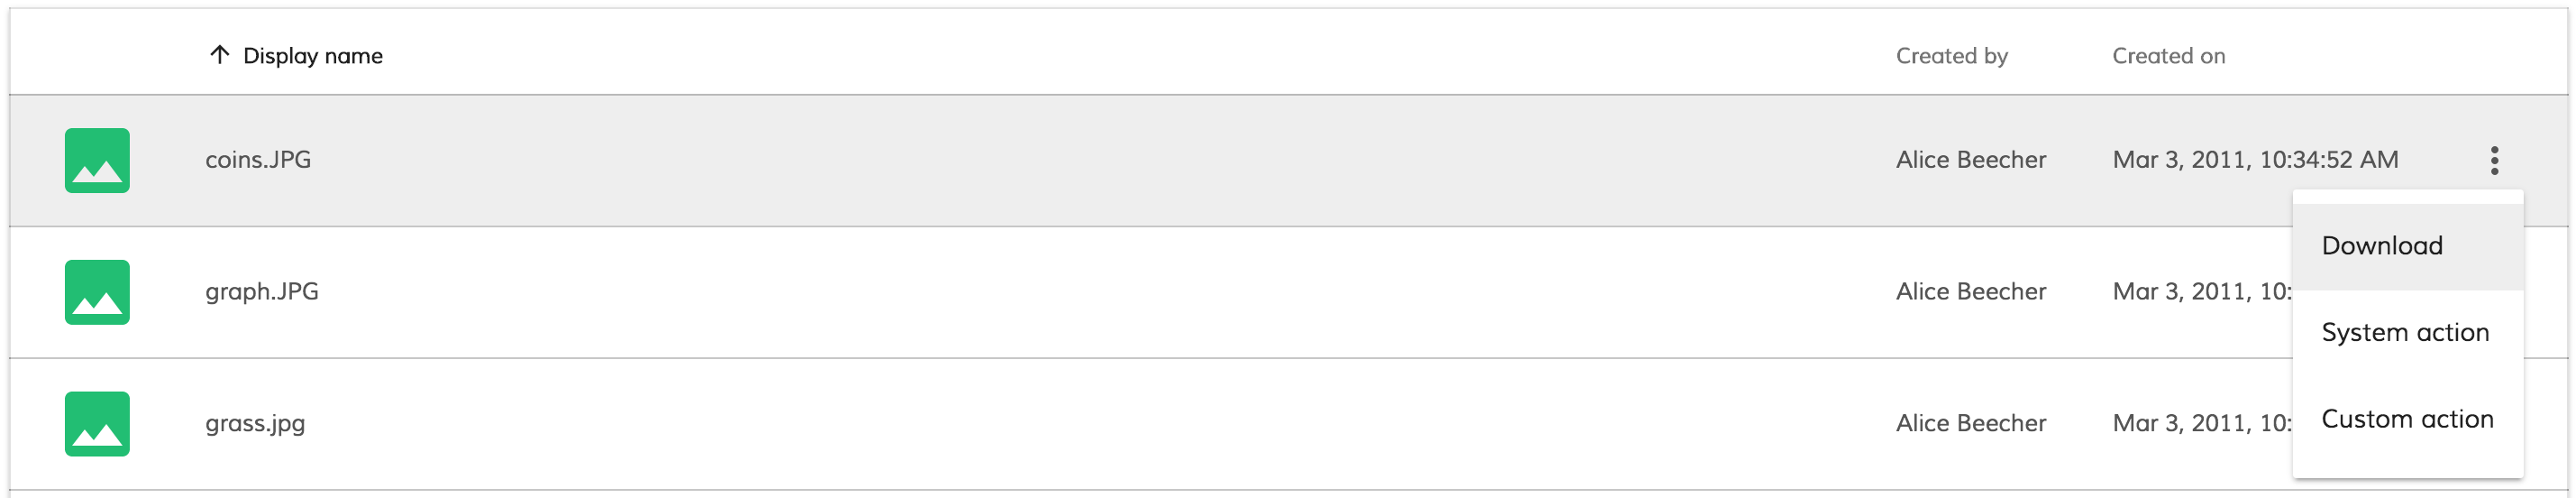 Display name Created by Created on
coins.JPG Alice Beecher Mar 3, 2011, 10:34:52 AM
Download
graph.JPG Alice Beecher Mar 3, 2011, 10:
System action
grass.jpg Alice Beecher Mar 3, 2011, 10:
Custom action